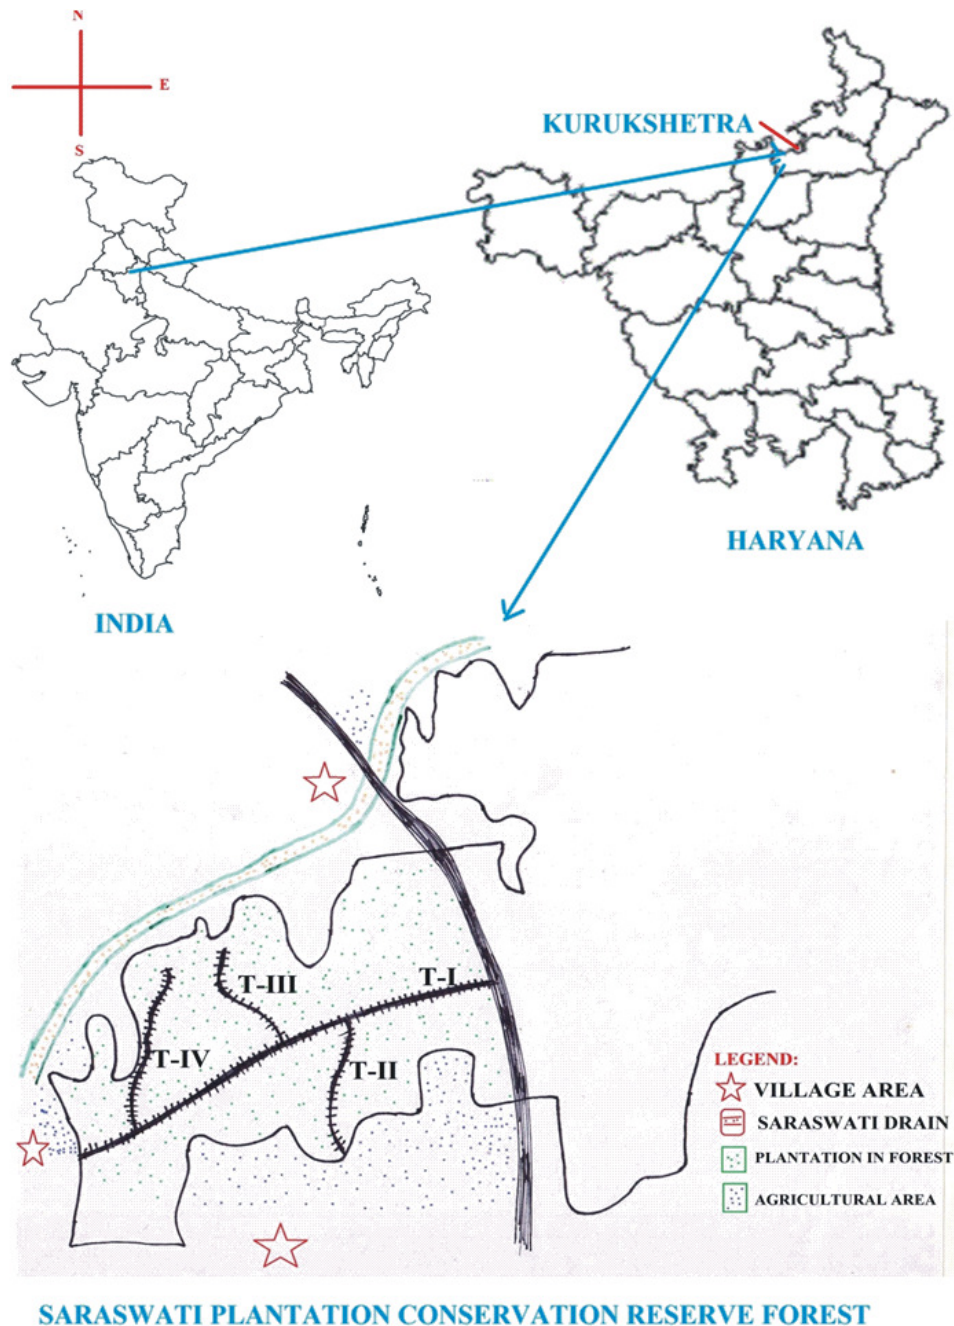 N
E
S
KURUKSHETRA
HARYANA
INDIA
T-I
T-III
T-IV
T-II
LEGEND:
VILLAGE AREA
SARASWATI DRAIN
PLANTATION IN FOREST
AGRICULTURAL AREA
SARASWATI PLANTATION CONSERVATION RESERVE FOREST